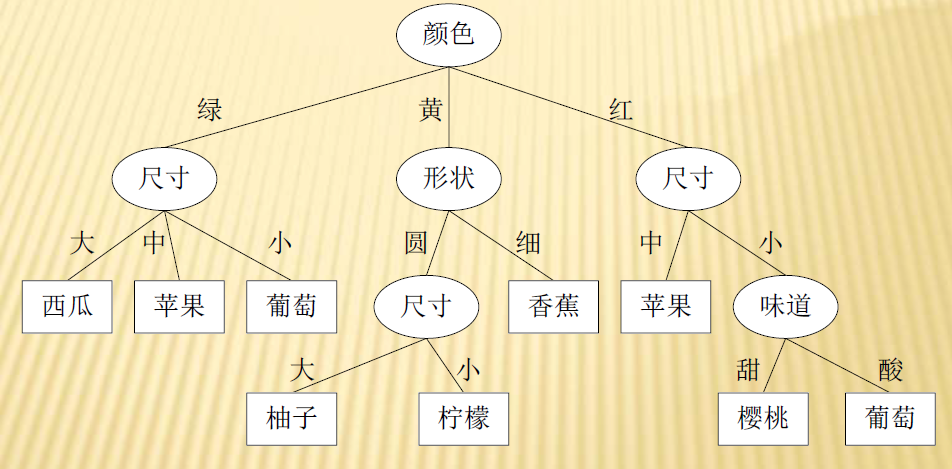 颜色
绿 黄 红
尺寸 形状 尺寸
大 中 小 圆 细 中 小
西瓜 苹果 葡萄 尺寸 香蕉 苹果 味道
大 小 甜 酸
柚子 柠檬 樱桃 葡萄